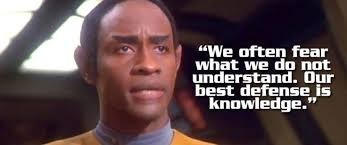 “We often fear
what we do not
understand. Our
best defense is
knowledge.”